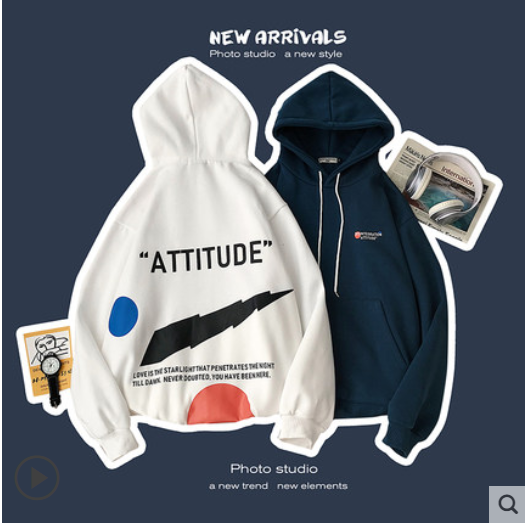 NEW ARRIVALS
Photo studio a new style
"ATTITUDE"
LOVE IS THE STARLIGHT THAT PENETRATES THE NIGHT
TILL DAWN. NEVER DOUBTED, YOU HAVE BEEN HERE.
Internation
Photo studio
a new trend new elements